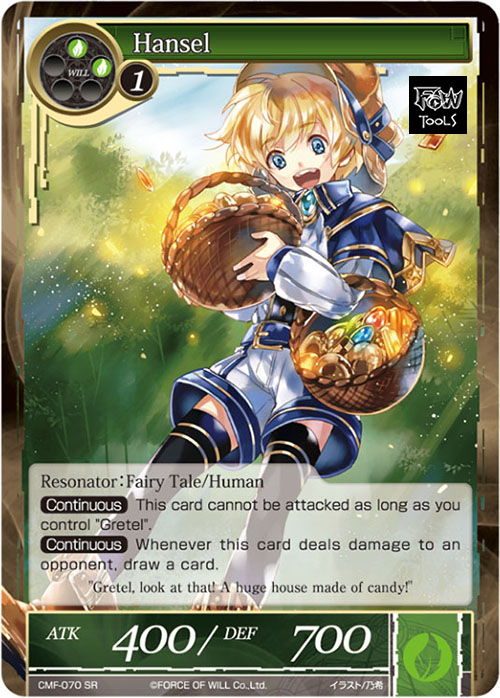 Hansel
WILL
1
FOW
TOOLS
Resonator:Fairy Tale/Human
Continuous This card cannot be attacked as long as you
control "Gretel".
Continuous Whenever this card deals damage to an
opponent, draw a card.
"Gretel, look at that! A huge house made of candy!"
ATK 400/ DEF 700
CMF-070 SR ©FORCE OF WILL Co.,Ltd. イラスト/乃希